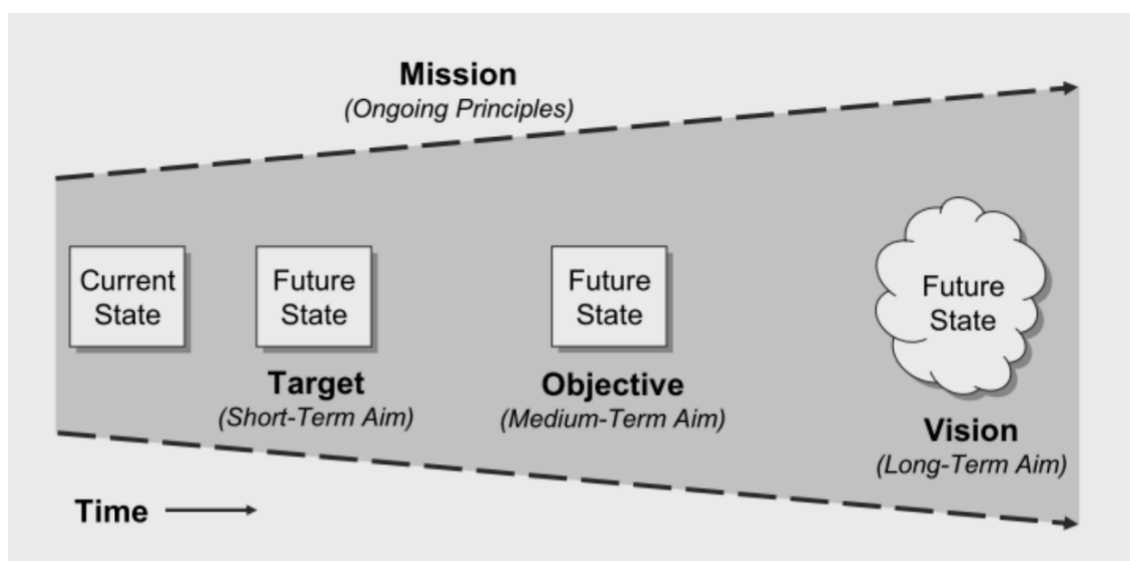 Mission
(Ongoing Principles)
Current
State
Future
State
Target
(Short-Term Aim)
Future
State
Objective
(Medium-Term Aim)
Future
State
Vision
(Long-Term Aim)
Time